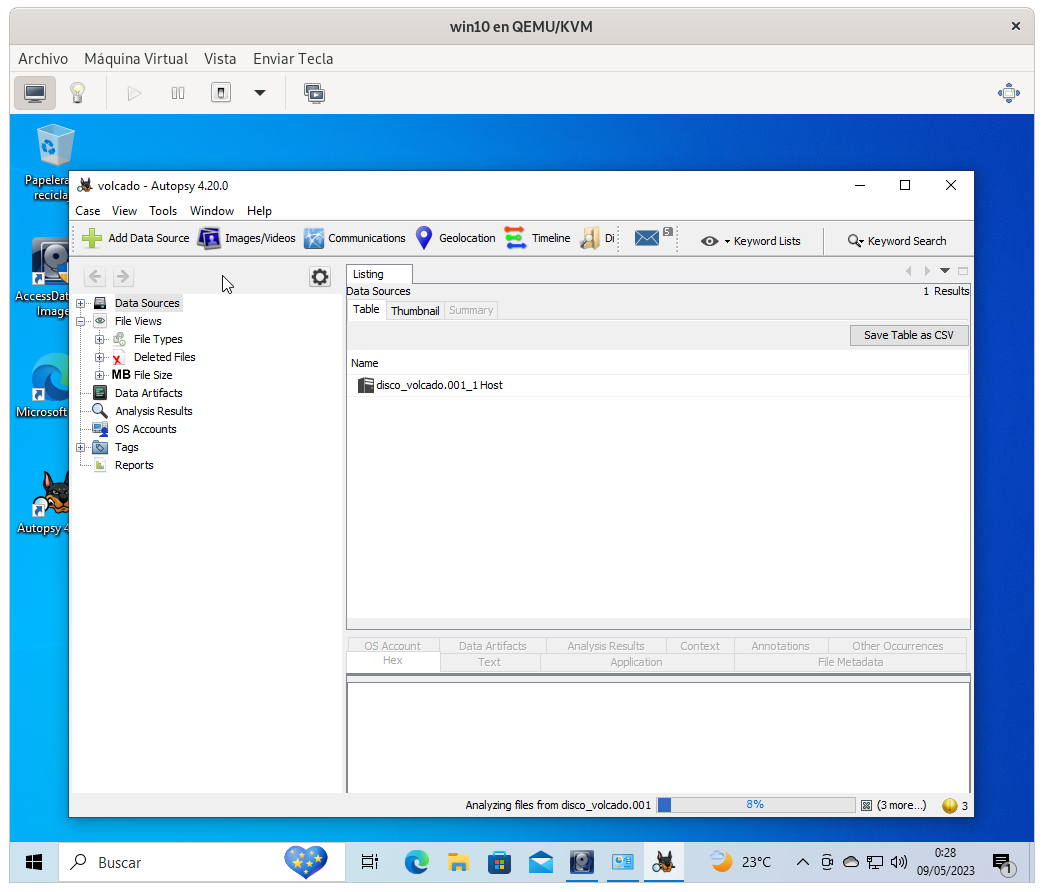 win10 en QEMU/KVM
Archivo Máquina Virtual Vista Enviar Tecla
Papelera
recicla
AccessDat
Image
Microsoft
Autopsy 4
volcado - Autopsy 4.20.0
Case View Tools Window Help
Add Data Source Images/Videos Communications Geolocation Timeline Di 5 Keyword Lists Keyword Search
Data Sources
File Views
File Types
Deleted Files
MB File Size
Data Artifacts
Analysis Results
OS Accounts
Tags
Reports
Listing
Data Sources 1 Results
Table Thumbnail Summary
Save Table as CSV
Name
disco_volcado.001_1 Host
OS Account Data Artifacts Analysis Results Context Annotations Other Occurrences
Hex Text Application File Metadata
Analyzing files from disco_volcado.001 8% (3 more...) 3
Buscar 23°C 0:28
09/05/2023 1